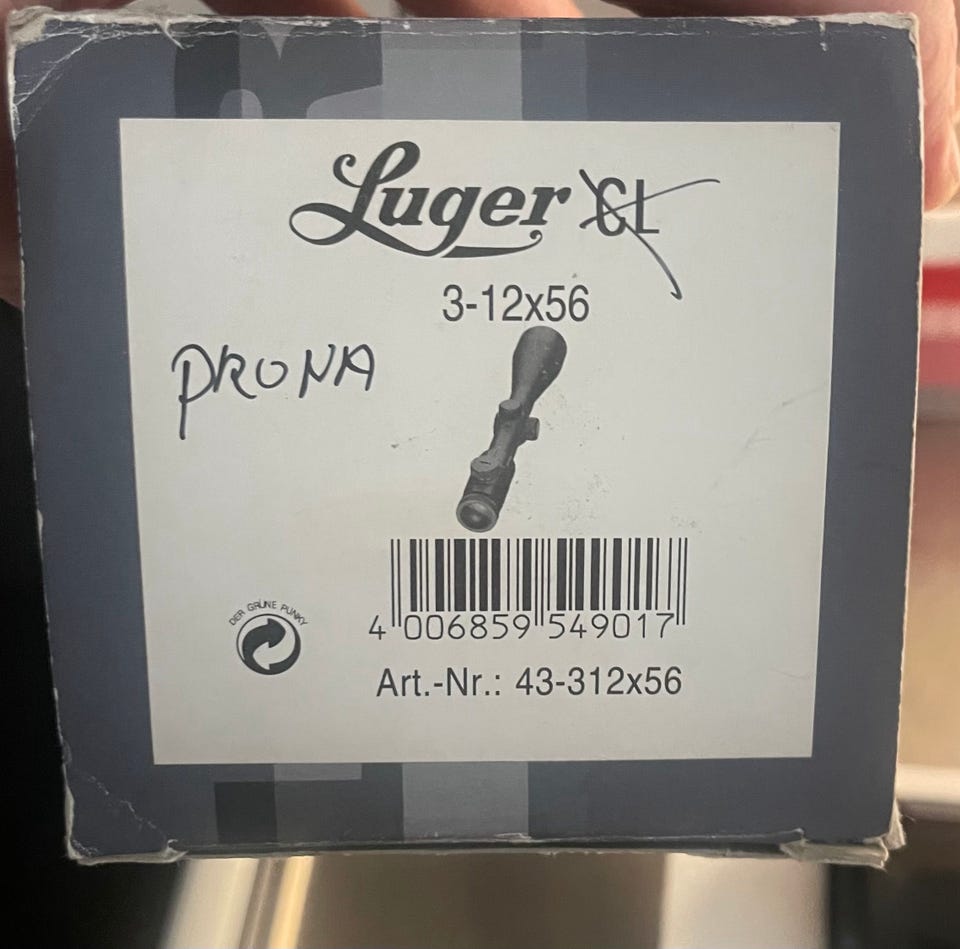 Luger CL
3-12x56
PRONA
DER GRÜNE PUNKT
4 006859 549017
Art.-Nr.: 43-312x56